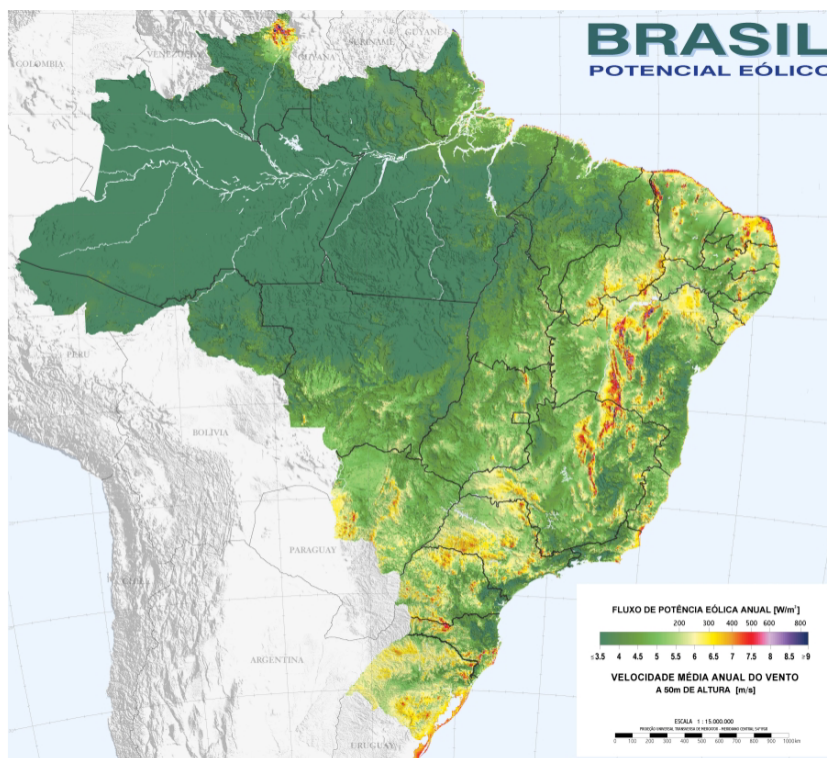 BRASIL
POTENCIAL EÓLICO
COLOMBIA
VENEZUELA
GUYANA
SURINAME
GUYANE
PERU
BOLÍVIA
PARAGUAY
CHILE
ARGENTINA
URUGUAY
FLUXO DE POTÊNCIA EÓLICA ANUAL [W/m²]
200 300 400 500 600 800
≤3.5 4 4.5 5 5.5 6 6.5 7 7.5 8 8.5 >9
VELOCIDADE MÉDIA ANUAL DO VENTO
A 50m DE ALTURA [m/s]
ESCALA 1 : 15.000.000
0 100 200 300 400 500 600 700 800 900 1000 km